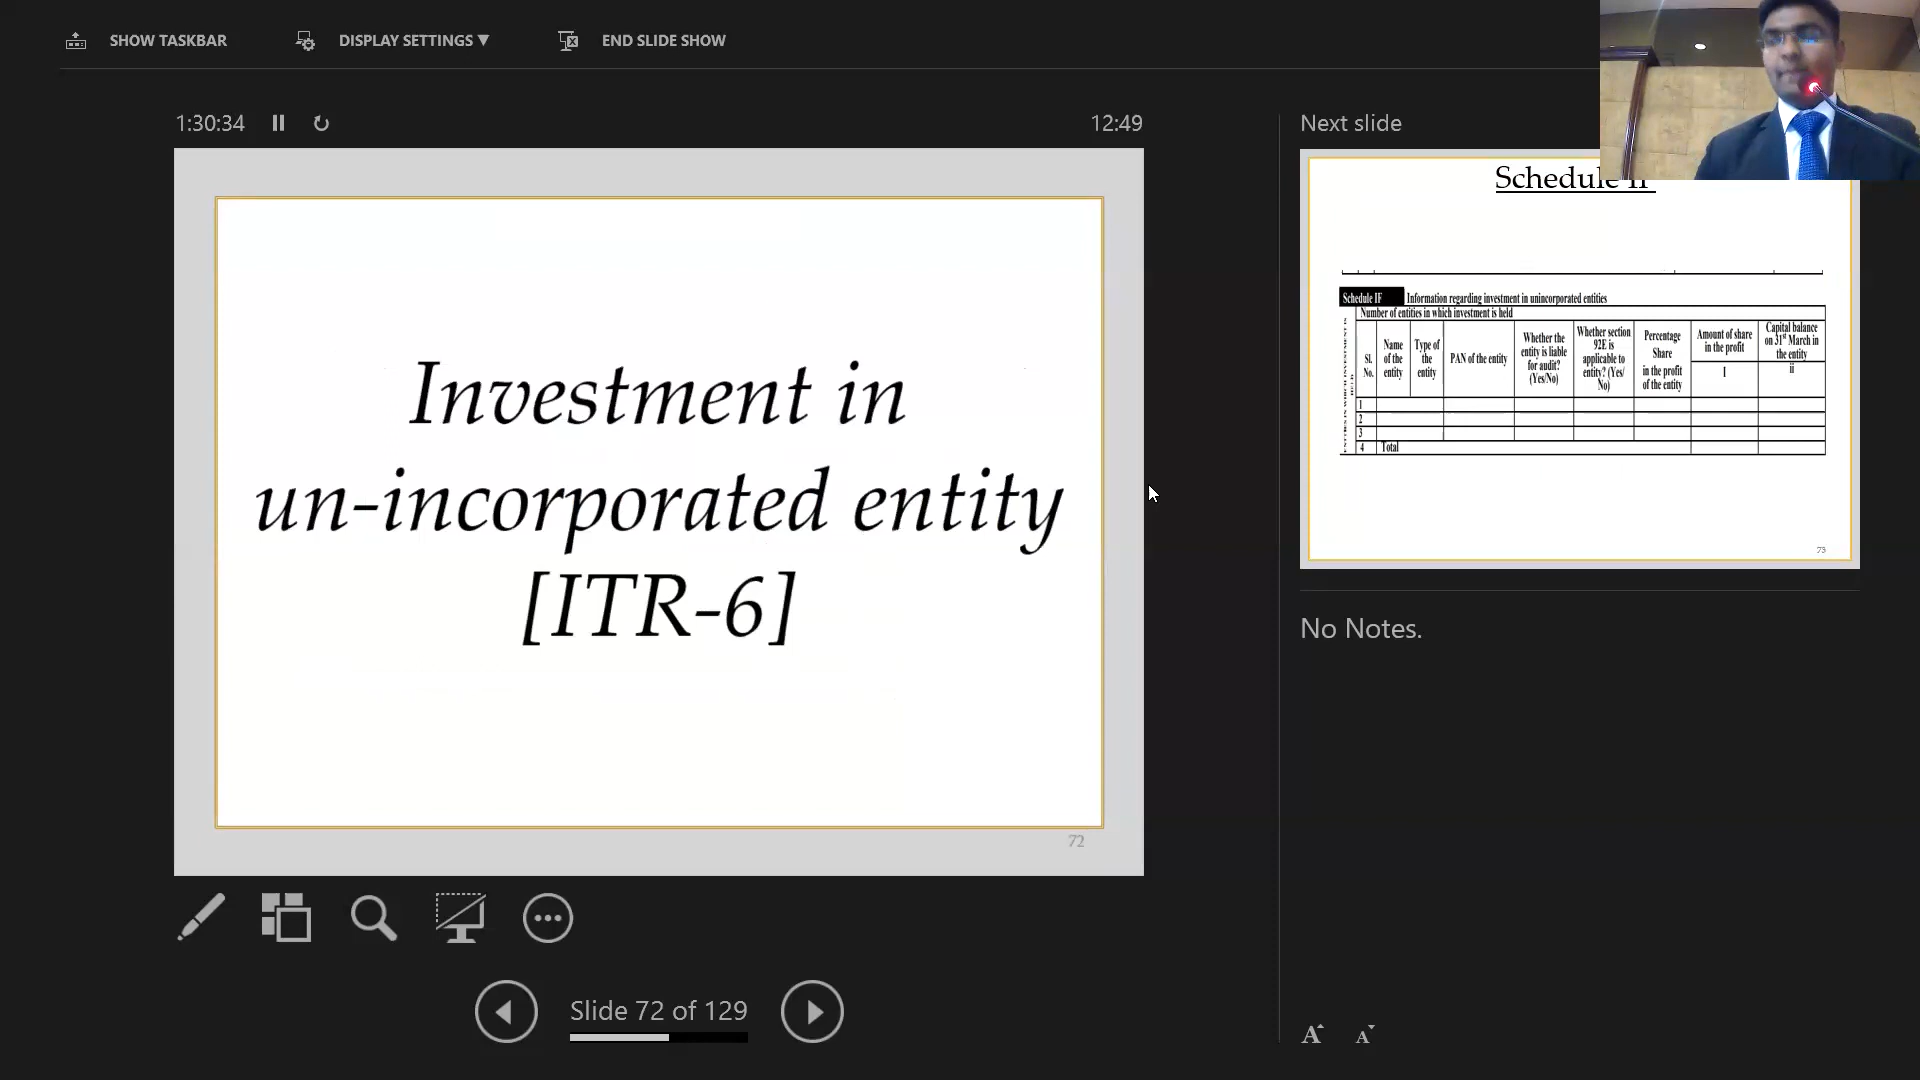 SHOW TASKBAR
DISPLAY SETTINGS ▼
END SLIDE SHOW
1:30:34
12:49
Investment in
un-incorporated entity
[ITR-6]
72
Slide 72 of 129
Next slide
Schedule IF
Schedule IF Information regarding investment in unincorporated entities
Number of entities in which investment is held
Sl. No.
Name of the entity
Type of the entity
PAN of the entity
Whether the entity is liable for audit? (Yes/No)
Whether section 92E is applicable to entity? (Yes/ No)
Percentage Share in the profit of the entity
Amount of share in the profit
Capital balance on 31st March in the entity
I
ii
1
2
3
4 Total
73
No Notes.
A A